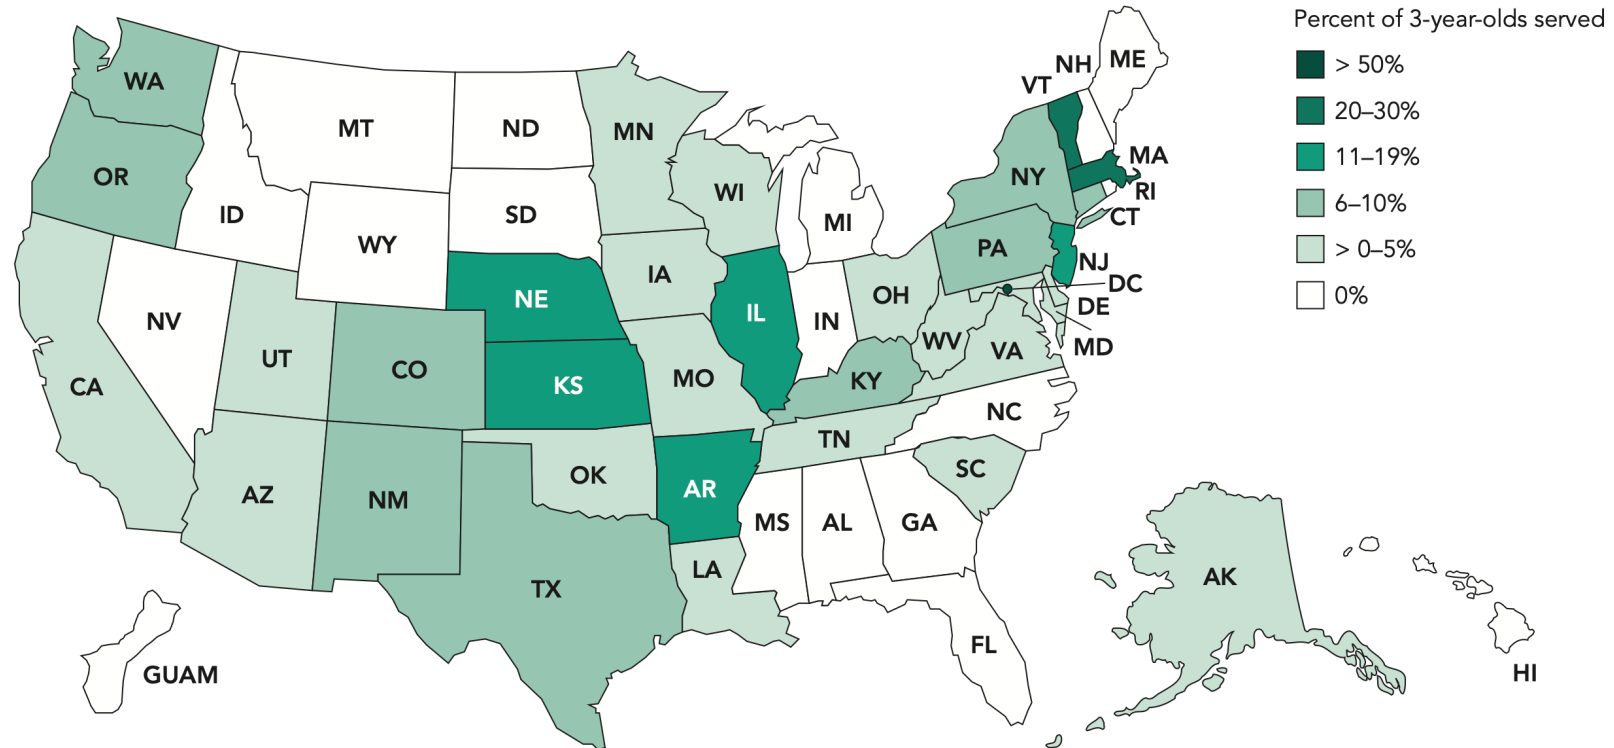 Percent of 3-year-olds served
> 50%
20–30%
11–19%
6–10%
> 0–5%
0%
WA
OR
CA
NV
ID
MT
WY
UT
AZ
CO
NM
ND
SD
NE
KS
OK
TX
MN
IA
MO
AR
LA
WI
IL
MI
IN
OH
KY
TN
MS
AL
GA
FL
SC
NC
VA
WV
PA
NY
VT
NH
ME
MA
RI
CT
NJ
DC
DE
MD
AK
HI
GUAM